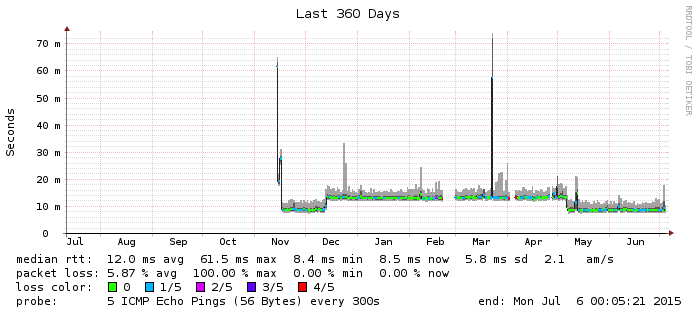 Last 360 Days
RRDTOOL / TOBI OETIKER
Seconds
70 m
60 m
50 m
40 m
30 m
20 m
10 m
0
Jul Aug Sep Oct Nov Dec Jan Feb Mar Apr May Jun
median rtt: 12.0 ms avg 61.5 ms max 8.4 ms min 8.5 ms now 5.8 ms sd 2.1 am/s
packet loss: 5.87 % avg 100.00 % max 0.00 % min 0.00 % now
loss color: 0 1/5 2/5 3/5 4/5
probe: 5 ICMP Echo Pings (56 Bytes) every 300s end: Mon Jul 6 00:05:21 2015